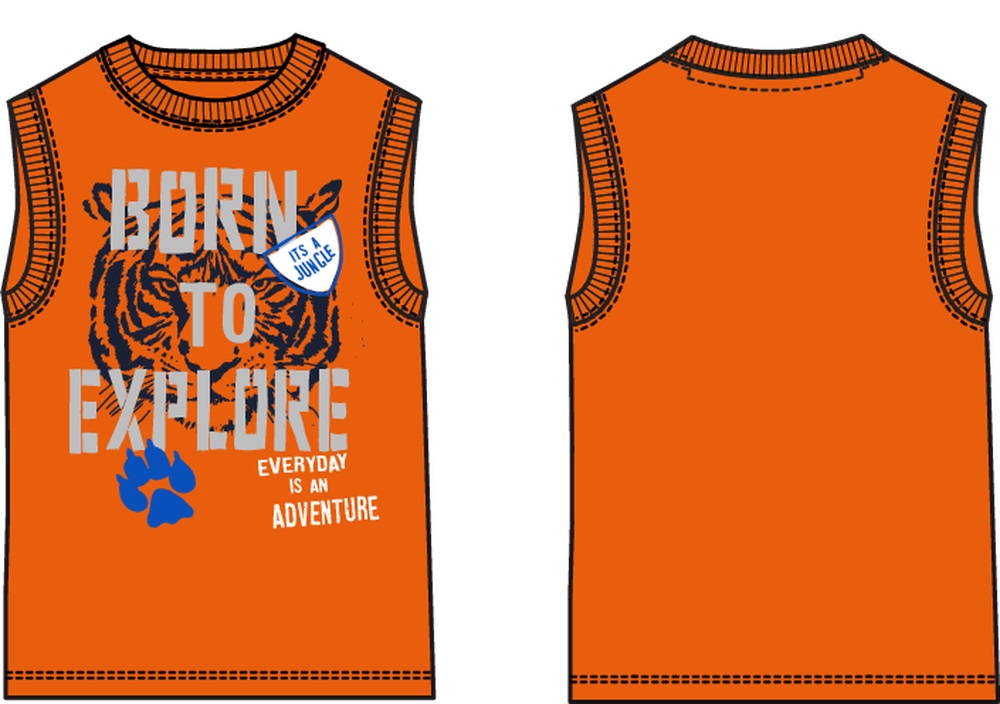 BORN
ITS A
JUNGLE
TO
EXPLORE
EVERYDAY
IS AN
ADVENTURE